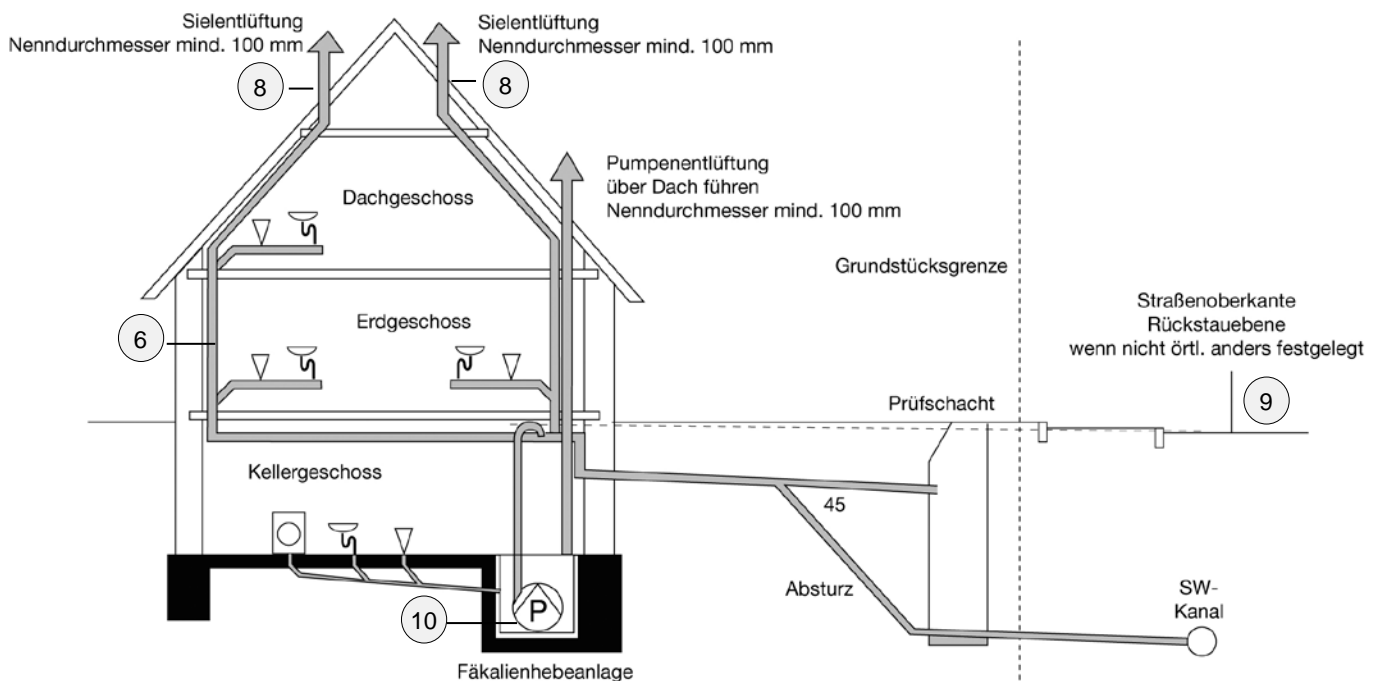 Sielentlüftung
Nenndurchmesser mind. 100 mm
8
Sielentlüftung
Nenndurchmesser mind. 100 mm
8
Pumpenentlüftung
über Dach führen
Nenndurchmesser mind. 100 mm
Dachgeschoss
Grundstücksgrenze
Straßenoberkante
Rückstauebene
wenn nicht örtl. anders festgelegt
Erdgeschoss
6
9
Prüfschacht
Kellergeschoss
45
Absturz
SW-
Kanal
10
P
Fäkalienhebeanlage